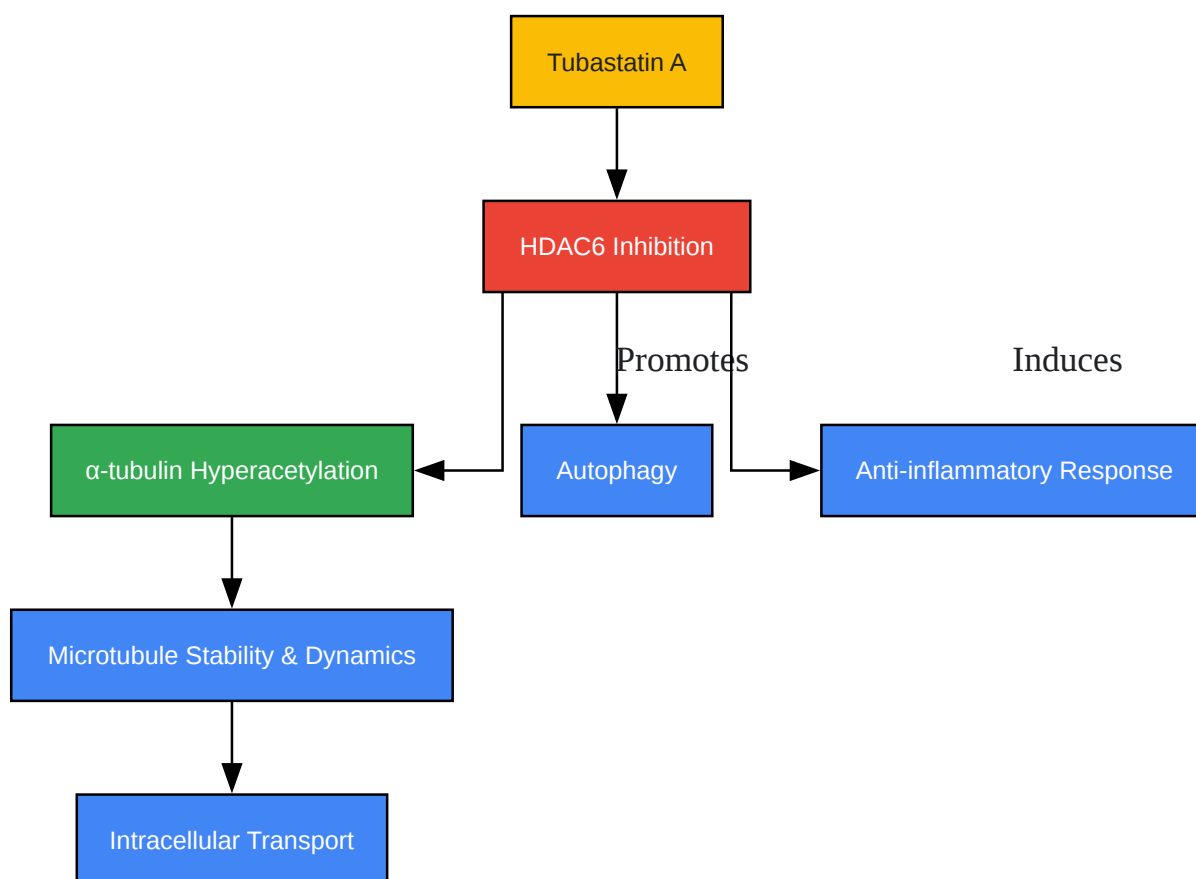 Tubastatin A
HDAC6 Inhibition
Promotes
Induces
α-tubulin Hyperacetylation
Autophagy
Anti-inflammatory Response
Microtubule Stability & Dynamics
Intracellular Transport